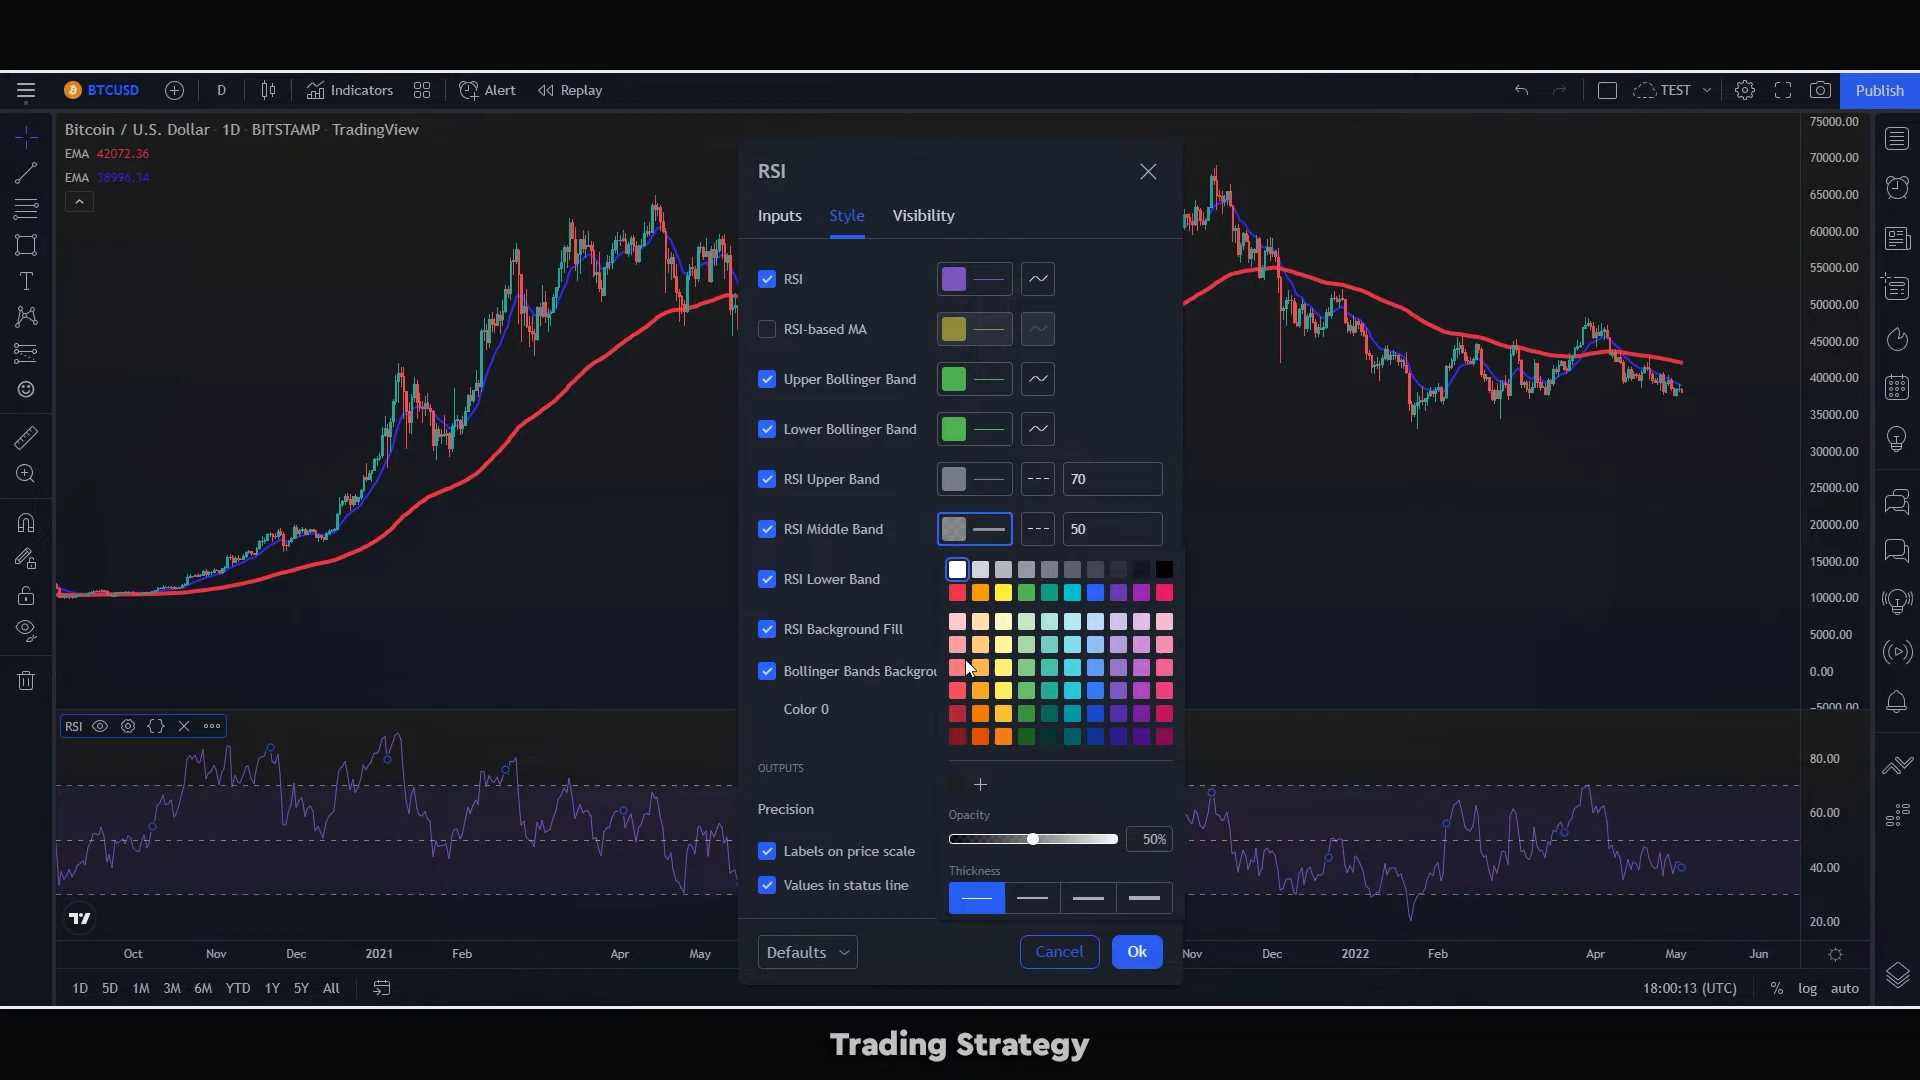 BTCUSD D Indicators Alert Replay TEST Publish
Bitcoin / U.S. Dollar · 1D · BITSTAMP · TradingView
EMA 42072.36
EMA 38996.34
75000.00
70000.00
65000.00
60000.00
55000.00
50000.00
45000.00
40000.00
35000.00
30000.00
25000.00
20000.00
15000.00
10000.00
5000.00
0.00
−5000.00
RSI
Inputs Style Visibility
RSI
RSI-based MA
Upper Bollinger Band
Lower Bollinger Band
RSI Upper Band 70
RSI Middle Band 50
RSI Lower Band
RSI Background Fill
Bollinger Bands Backgrou
Color 0
OUTPUTS
Precision
Labels on price scale
Values in status line
Opacity
50%
Thickness
Defaults Cancel Ok
RSI
80.00
60.00
40.00
20.00
Oct Nov Dec 2021 Feb Apr May Nov Dec 2022 Feb Apr May Jun
1D 5D 1M 3M 6M YTD 1Y 5Y All 18:00:13 (UTC) % log auto
Trading Strategy